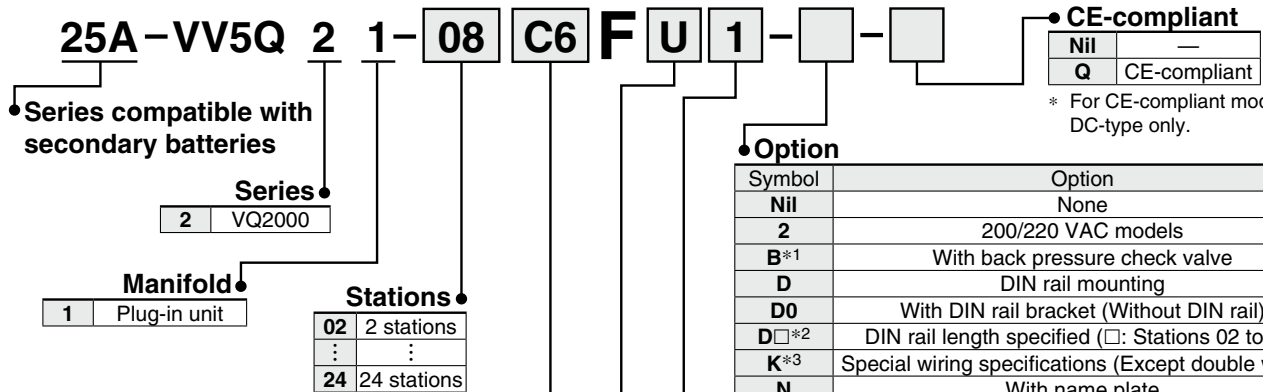 25A – VV5Q 2 1 – 08 C6 F U 1 – □ – □
CE-compliant
Nil —
Q CE-compliant
* For CE-compliant
DC-type only.
Series compatible with
secondary batteries
Series
2 VQ2000
Manifold
1 Plug-in unit
Stations
02 2 stations
⋮ ⋮
24 24 stations
Option
Symbol Option
Nil None
2 200/220 VAC models
B*1 With back pressure check valve
D DIN rail mounting
D0 With DIN rail bracket (Without DIN rail)
D□*2 DIN rail length specified (□: Stations 02 to
K*3 Special wiring specifications (Except double
N With name plate